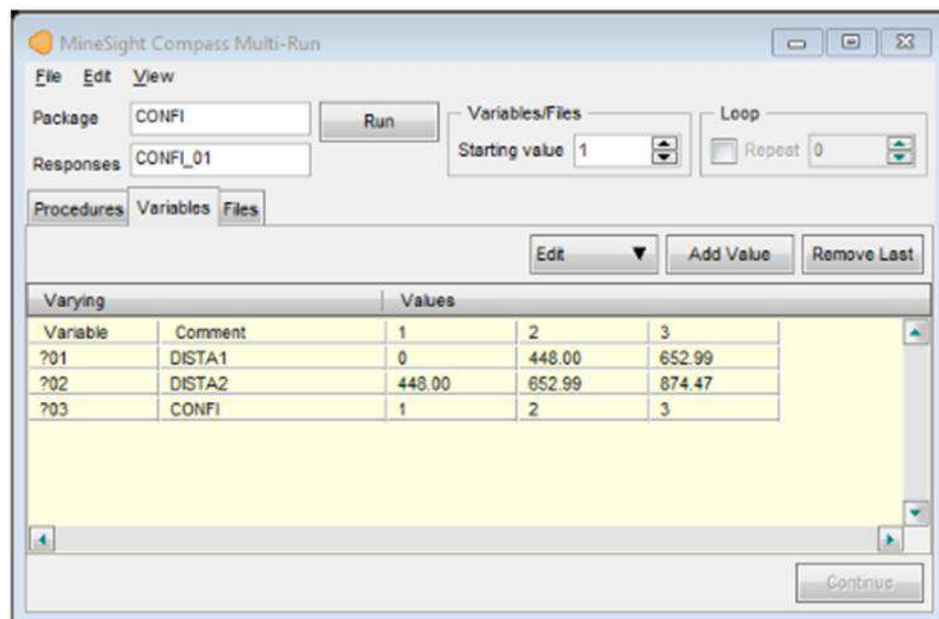 MineSight Compass Multi-Run
File Edit View
Package CONFI Run Variables/Files Loop
Starting value 1 Repeat 0
Responses CONFI_01
Procedures Variables Files
Edit Add Value Remove Last
Varying Values
Variable Comment 1 2 3
?01 DISTA1 0 448.00 652.99
?02 DISTA2 448.00 652.99 874.47
?03 CONFI 1 2 3
Continue